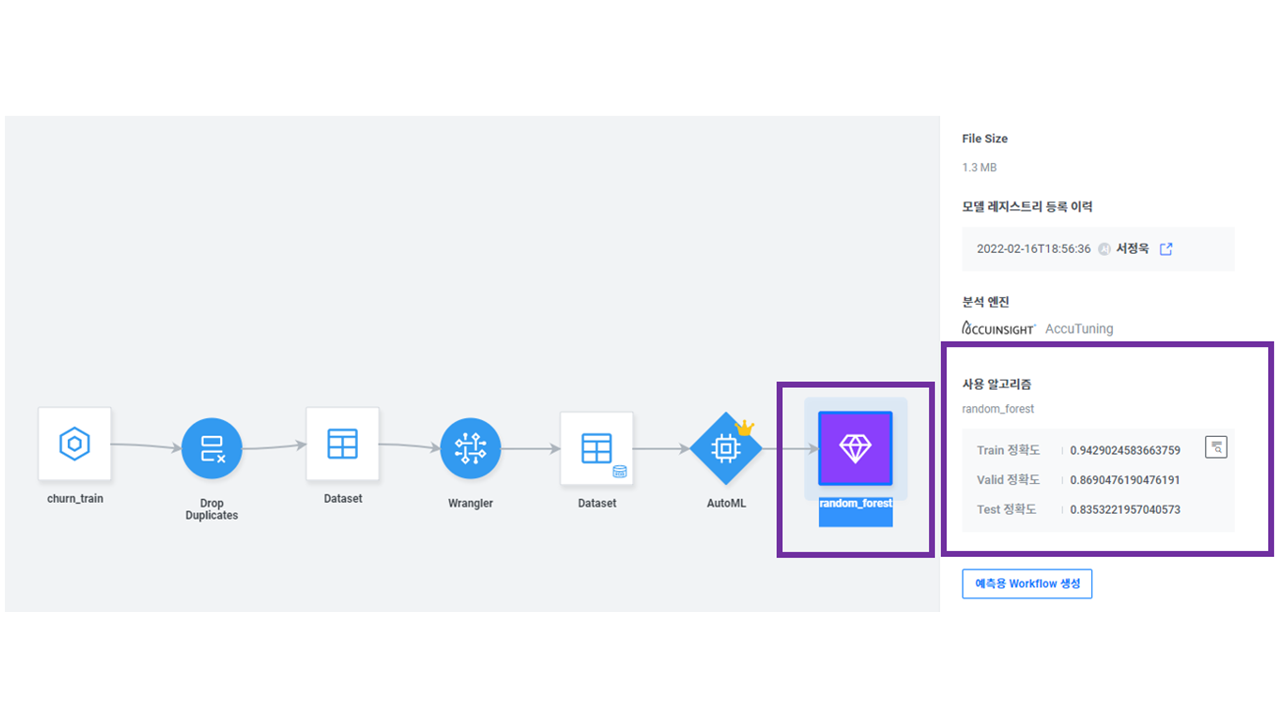 File Size
1.3 MB
모델 레지스트리 등록 이력
2022-02-16T18:56:36 AI 서정욱
분석 엔진
ACCUINSIGHT+ AccuTuning
사용 알고리즘
random_forest
Train 정확도 0.9429024583663759
Valid 정확도 0.8690476190476191
Test 정확도 0.8353221957040573
예측용 Workflow 생성
churn_train
Drop
Duplicates
Dataset
Wrangler
Dataset
AutoML
random_forest